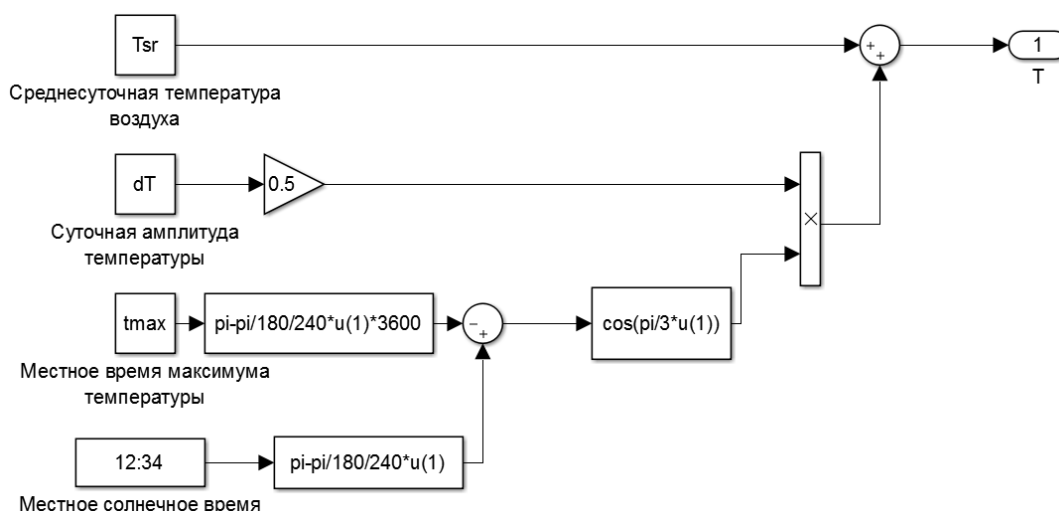 Tsr
Среднесуточная температура
воздуха
1
T
dT
0.5
Суточная амплитуда
температуры
tmax
pi-pi/180/240*u(1)*3600
cos(pi/3*u(1))
Местное время максимума
температуры
12:34
pi-pi/180/240*u(1)
Местное солнечное время